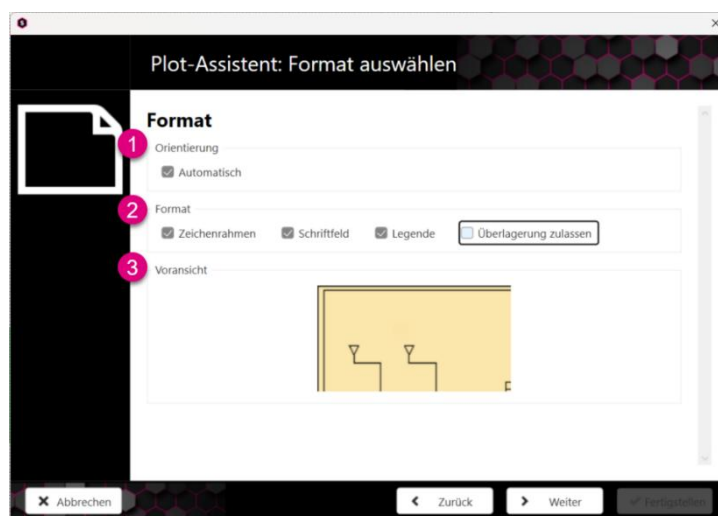 Plot-Assistent: Format auswählen
Format
1
Orientierung
Automatisch
2
Format
Zeichenrahmen Schriftfeld Legende Überlagerung zulassen
3
Voransicht
Abbrechen Zurück Weiter Fertigstellen